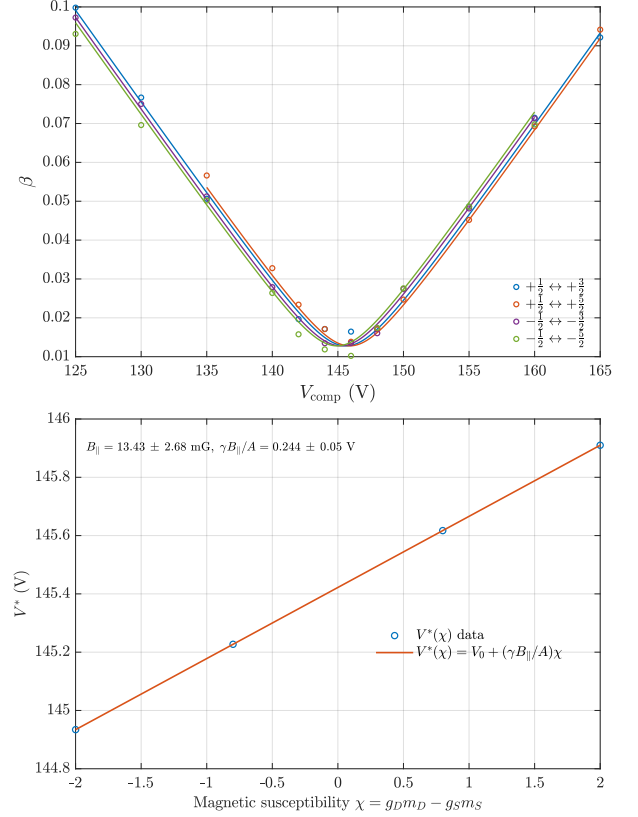 0.1
0.09
0.08
0.07
0.06
0.05
0.04
0.03
0.02
0.01
β
125 130 135 140 145 150 155 160 165
V_comp (V)
+1/2 ↔ +3/2
+1/2 ↔ +5/2
−1/2 ↔ −3/2
−1/2 ↔ −5/2
146
145.8
145.6
145.4
145.2
145
144.8
V* (V)
B_∥ = 13.43 ± 2.68 mG, γB_∥/A = 0.244 ± 0.05 V
V*(χ) data
V*(χ) = V_0 + (γB_∥/A)χ
-2 -1.5 -1 -0.5 0 0.5 1 1.5 2
Magnetic susceptibility χ = g_D m_D − g_S m_S